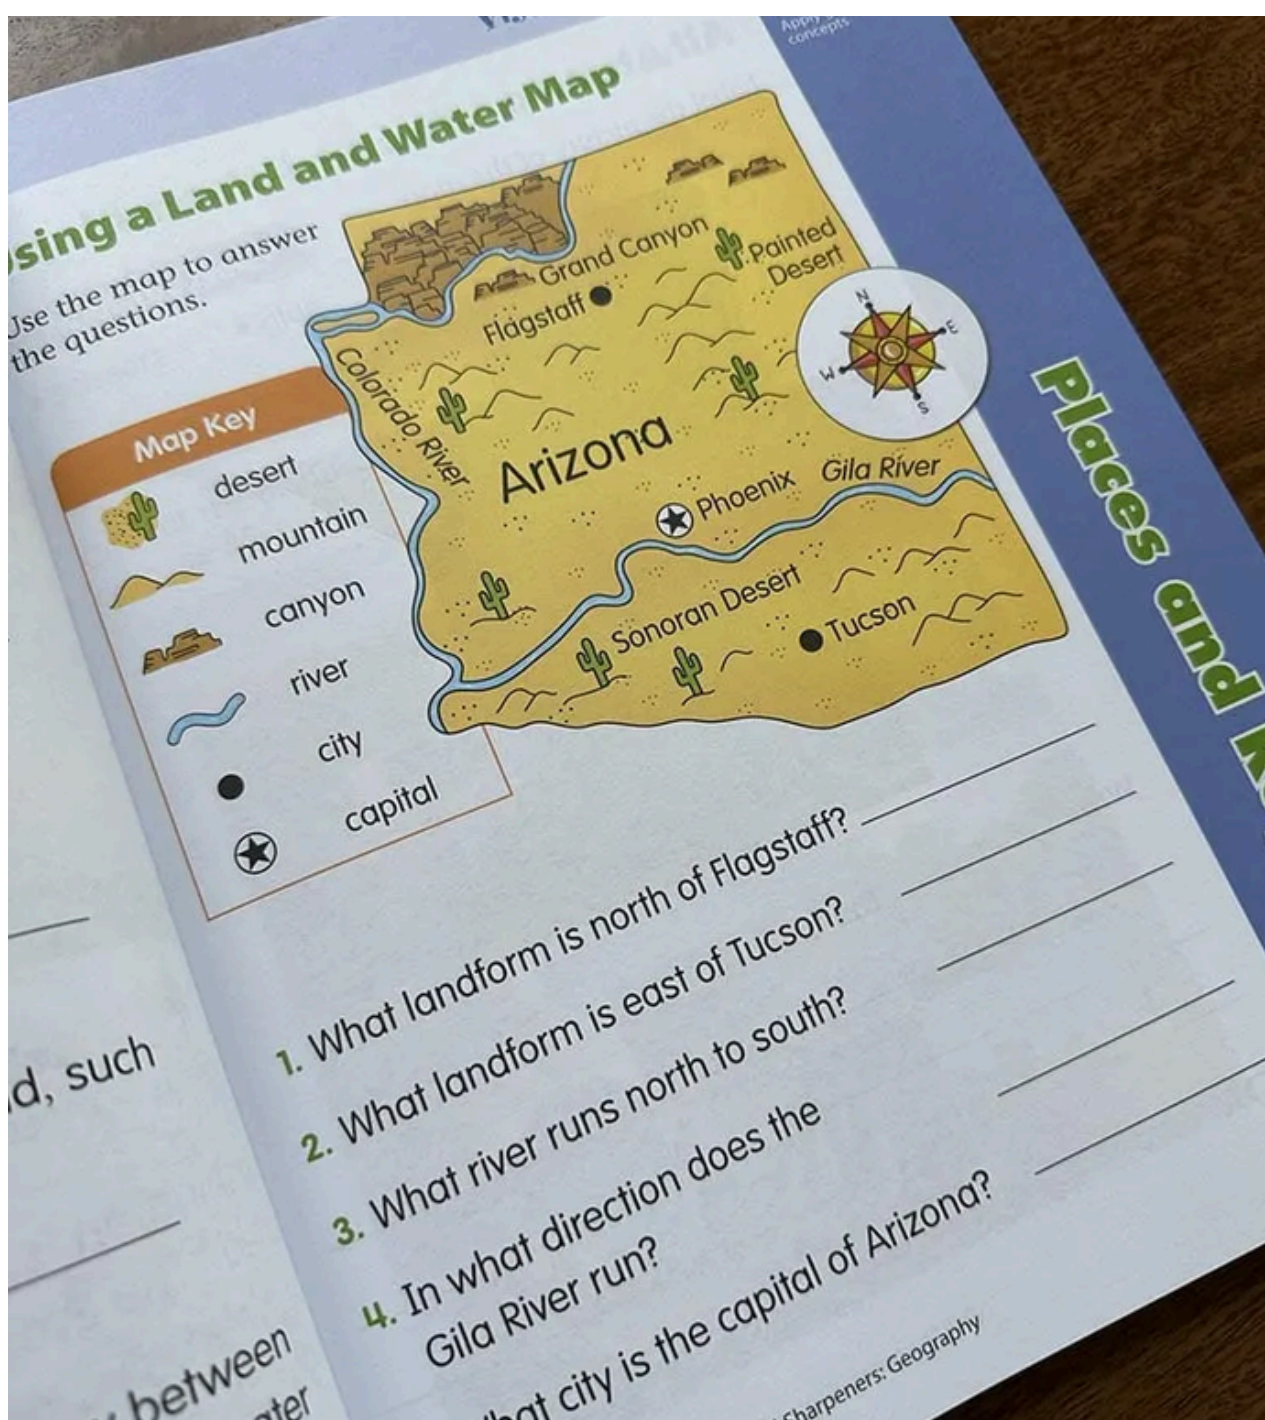 Apply
concepts
sing a Land and Water Map
Use the map to answer
the questions.
Map Key
desert
mountain
canyon
river
city
capital
Grand Canyon
Painted
Desert
Flagstaff
N
E
W
S
Colorado River
Arizona
Phoenix
Gila River
Sonoran Desert
Tucson
1. What landform is north of Flagstaff?
2. What landform is east of Tucson?
3. What river runs north to south?
4. In what direction does the
Gila River run?
hat city is the capital of Arizona?
Sharpeners: Geography
Places and
d, such
between
ater